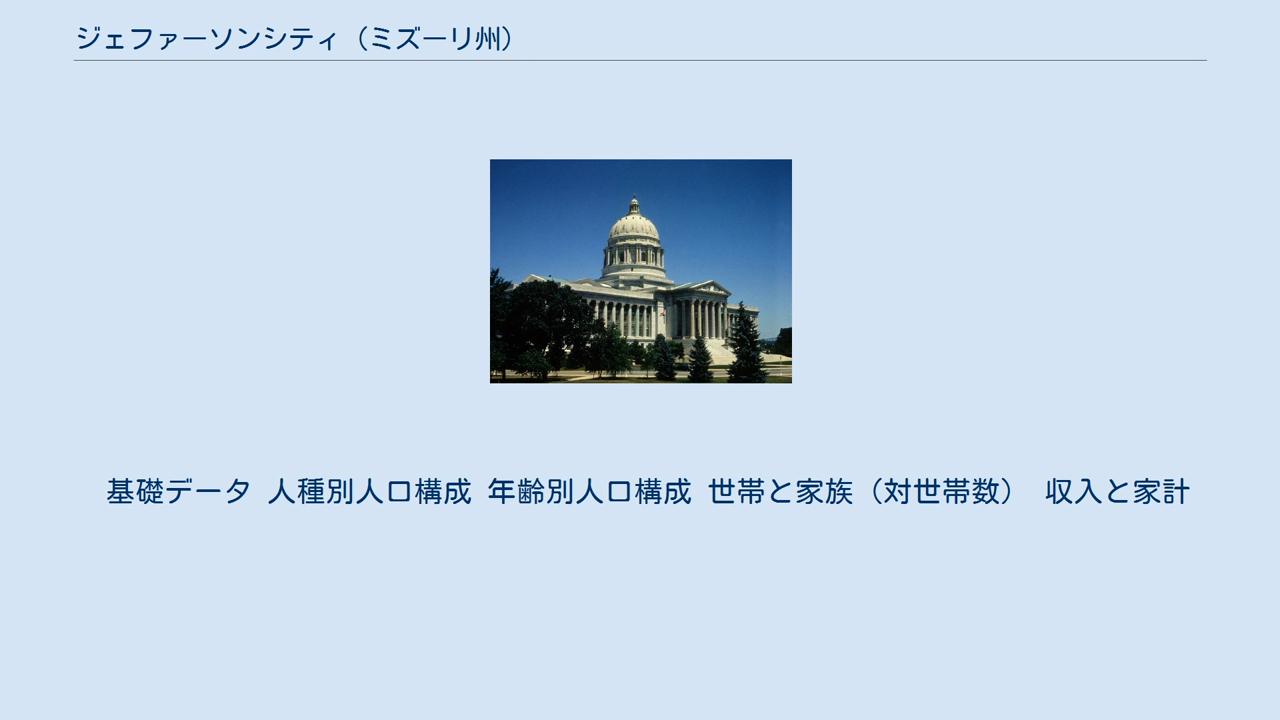 ジェファーソンシティ（ミズーリ州）
基礎データ 人種別人口構成 年齢別人口構成 世帯と家族（対世帯数） 収入と家計